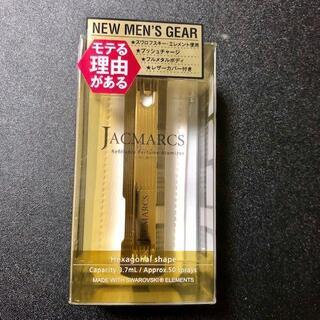 NEW MEN'S GEAR
モテる
理由
がある
★スワロフスキー・エレメント使用
★プッシュチャージ
★フルメタルボディ
★レザーカバー付き
JACMARCS
Refillable Perfume Atomizer
JACMARCS
Hexagonal shape
Capacity 3.7mL / Approx.50 sprays
MADE WITH SWAROVSKI® ELEMENTS